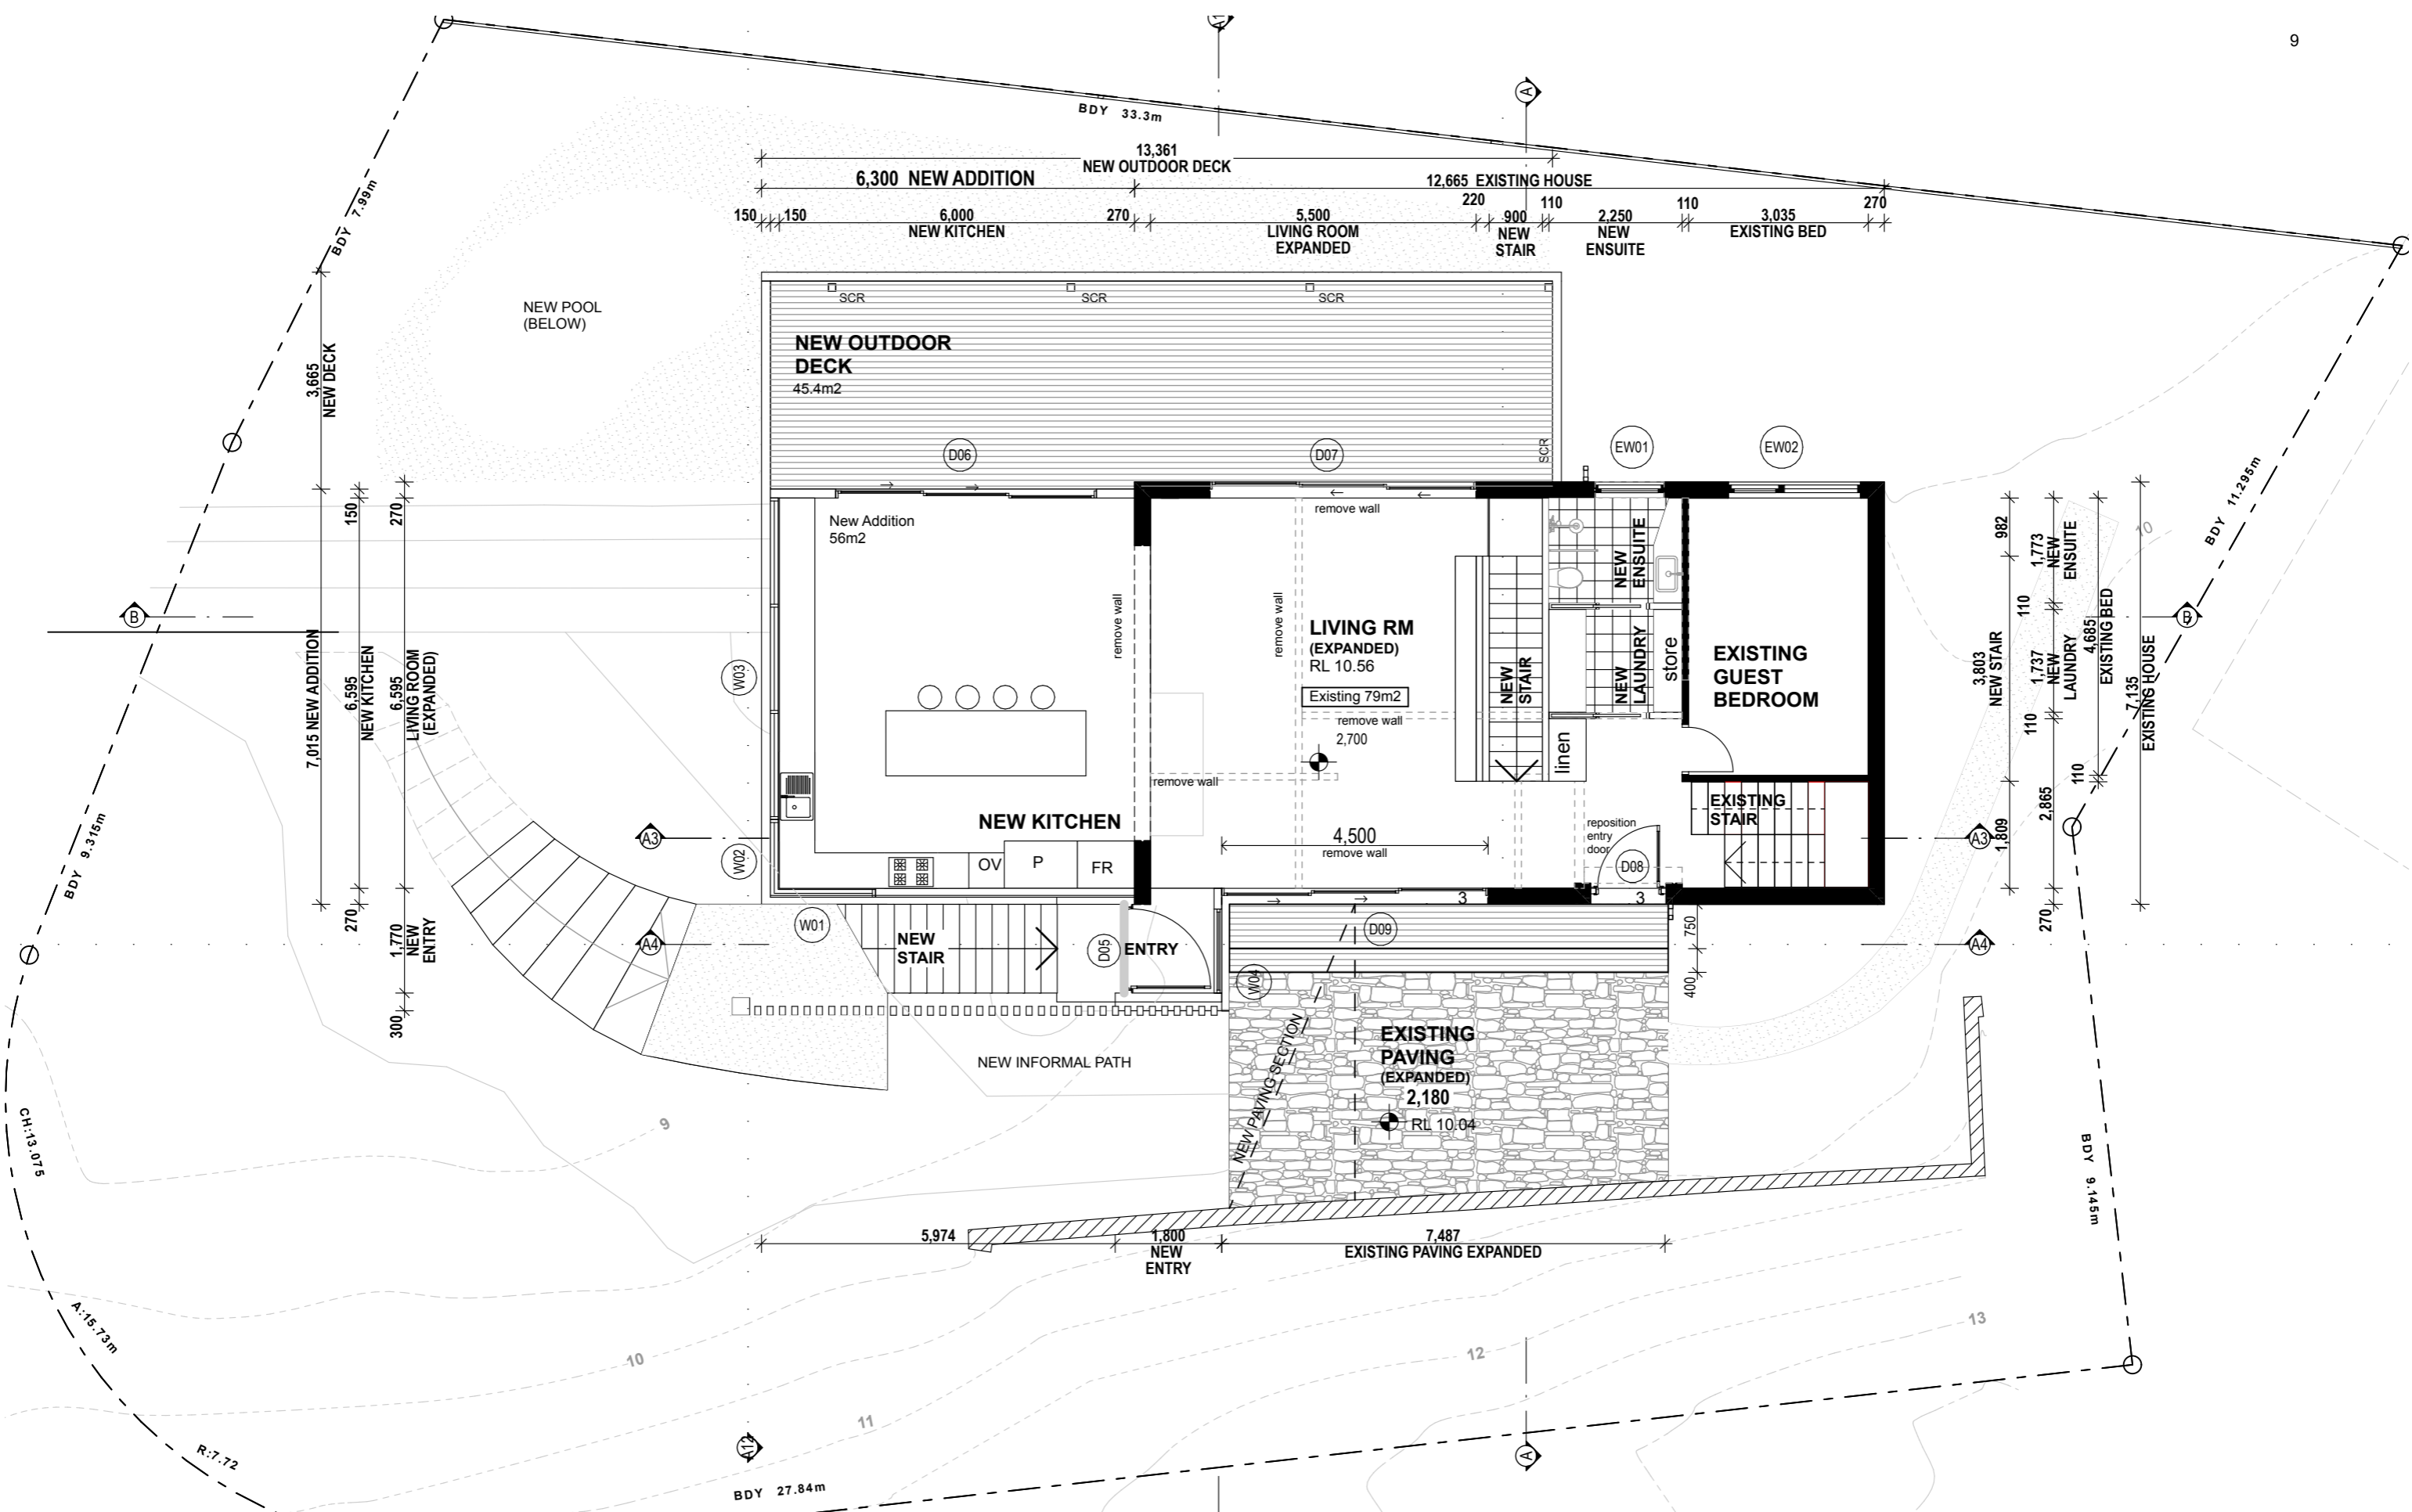 A1
9
A
BDY 33.3m
13,361
NEW OUTDOOR DECK
6,300 NEW ADDITION
12,665 EXISTING HOUSE
150
150
6,000
NEW KITCHEN
270
5,500
LIVING ROOM
EXPANDED
220
900
NEW
STAIR
110
2,250
NEW
ENSUITE
110
3,035
EXISTING BED
270
BDY 7.99m
NEW POOL
(BELOW)
SCR
SCR
SCR
SCR
NEW OUTDOOR
DECK
45.4m2
3,665
NEW DECK
D06
D07
EW01
EW02
BDY 11.295m
New Addition
56m2
remove wall
remove wall
remove wall
NEW
ENSUITE
150
270
982
1,773
NEW
ENSUITE
10
B
B
7,015 NEW ADDITION
6,595
NEW KITCHEN
6,595
LIVING ROOM
(EXPANDED)
W03
LIVING RM
(EXPANDED)
RL 10.56
Existing 79m2
remove wall
2,700
remove wall
NEW
STAIR
NEW
LAUNDRY
store
linen
EXISTING
GUEST
BEDROOM
3,803
NEW STAIR
110
1,737
NEW
LAUNDRY
110
4,685
EXISTING BED
110
7,135
EXISTING HOUSE
EXISTING
STAIR
NEW KITCHEN
OV
P
FR
4,500
remove wall
reposition
entry
door
D08
3
3
A3
A3
W02
1,809
2,865
270
BDY 9.315m
270
1,770
NEW
ENTRY
300
W01
A4
NEW
STAIR
D05
ENTRY
D09
W04
750
400
A4
NEW INFORMAL PATH
NEW PAVING SECTION
EXISTING
PAVING
(EXPANDED)
2,180
RL 10.04
CH:13.075
9
BDY 9.145m
5,974
1,800
NEW
ENTRY
7,487
EXISTING PAVING EXPANDED
A:15.73m
10
12
13
11
R:7.72
A12
A
BDY 27.84m